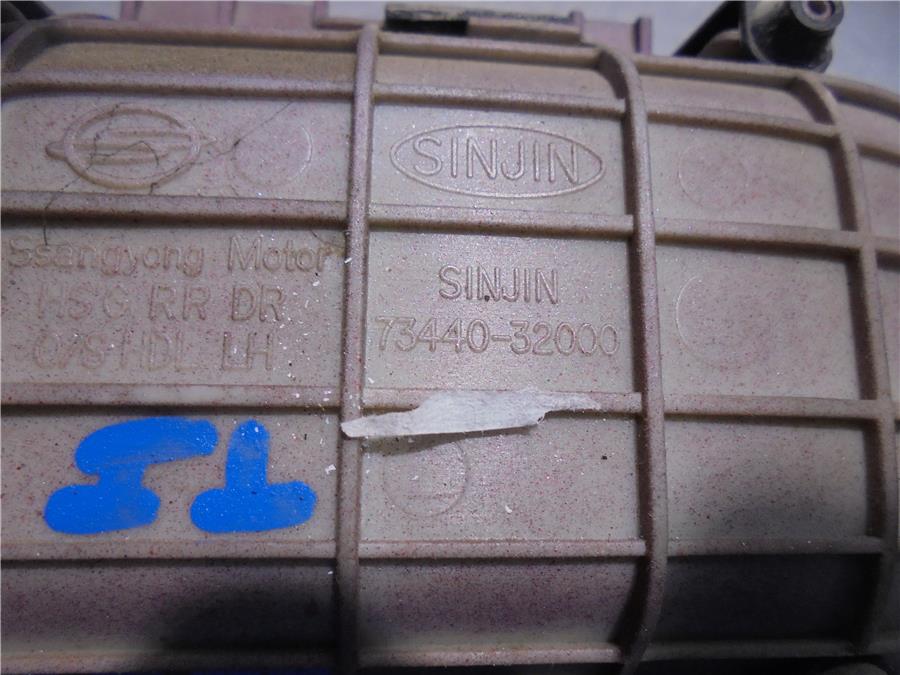 SINJIN
Ssangyong Motor
HSG RR DR
O/S HDL LH
SINJIN
73440-32000